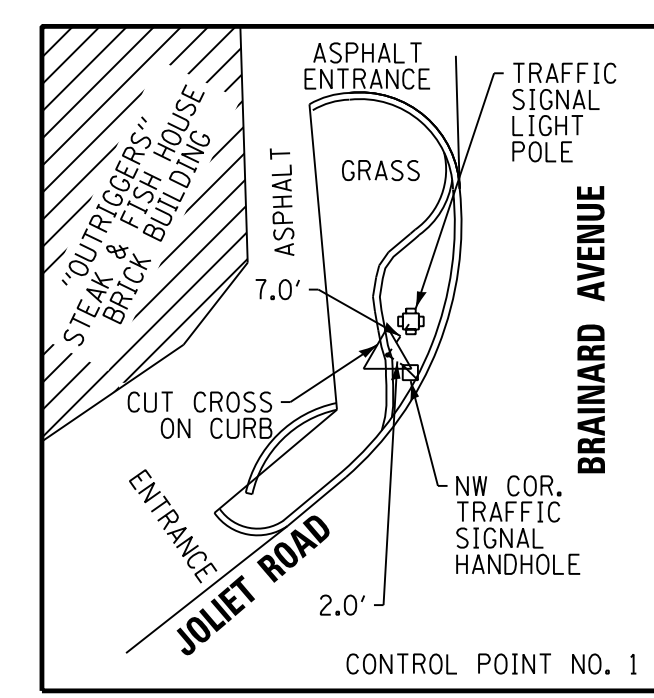 ASPHALT
ENTRANCE
TRAFFIC
SIGNAL
LIGHT
POLE
"OUTRIGGERS"
STEAK & FISH HOUSE
BRICK BUILDING
ASPHALT
GRASS
BRAINARD AVENUE
7.0'
CUT CROSS
ON CURB
ENTRANCE
JOLIET ROAD
NW COR.
TRAFFIC
SIGNAL
HANDHOLE
2.0'
CONTROL POINT NO. 1